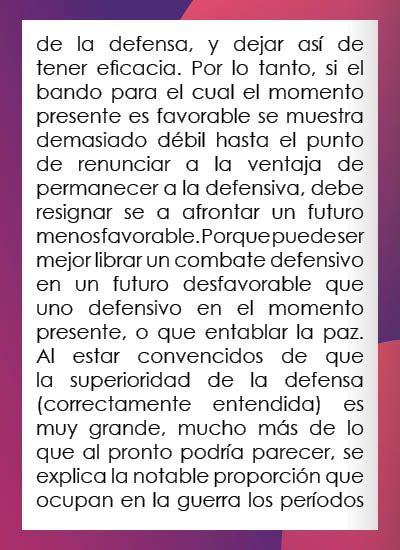 de la defensa, y dejar así de
tener eficacia. Por lo tanto, si el
bando para el cual el momento
presente es favorable se muestra
demasiado débil hasta el punto
de renunciar a la ventaja de
permanecer a la defensiva, debe
resignar se a afrontar un futuro
menos favorable. Porque puede ser
mejor librar un combate defensivo
en un futuro desfavorable que
uno defensivo en el momento
presente, o que entablar la paz.
Al estar convencidos de que
la superioridad de la defensa
(correctamente entendida) es
muy grande, mucho más de lo
que al pronto podría parecer, se
explica la notable proporción que
ocupan en la guerra los períodos